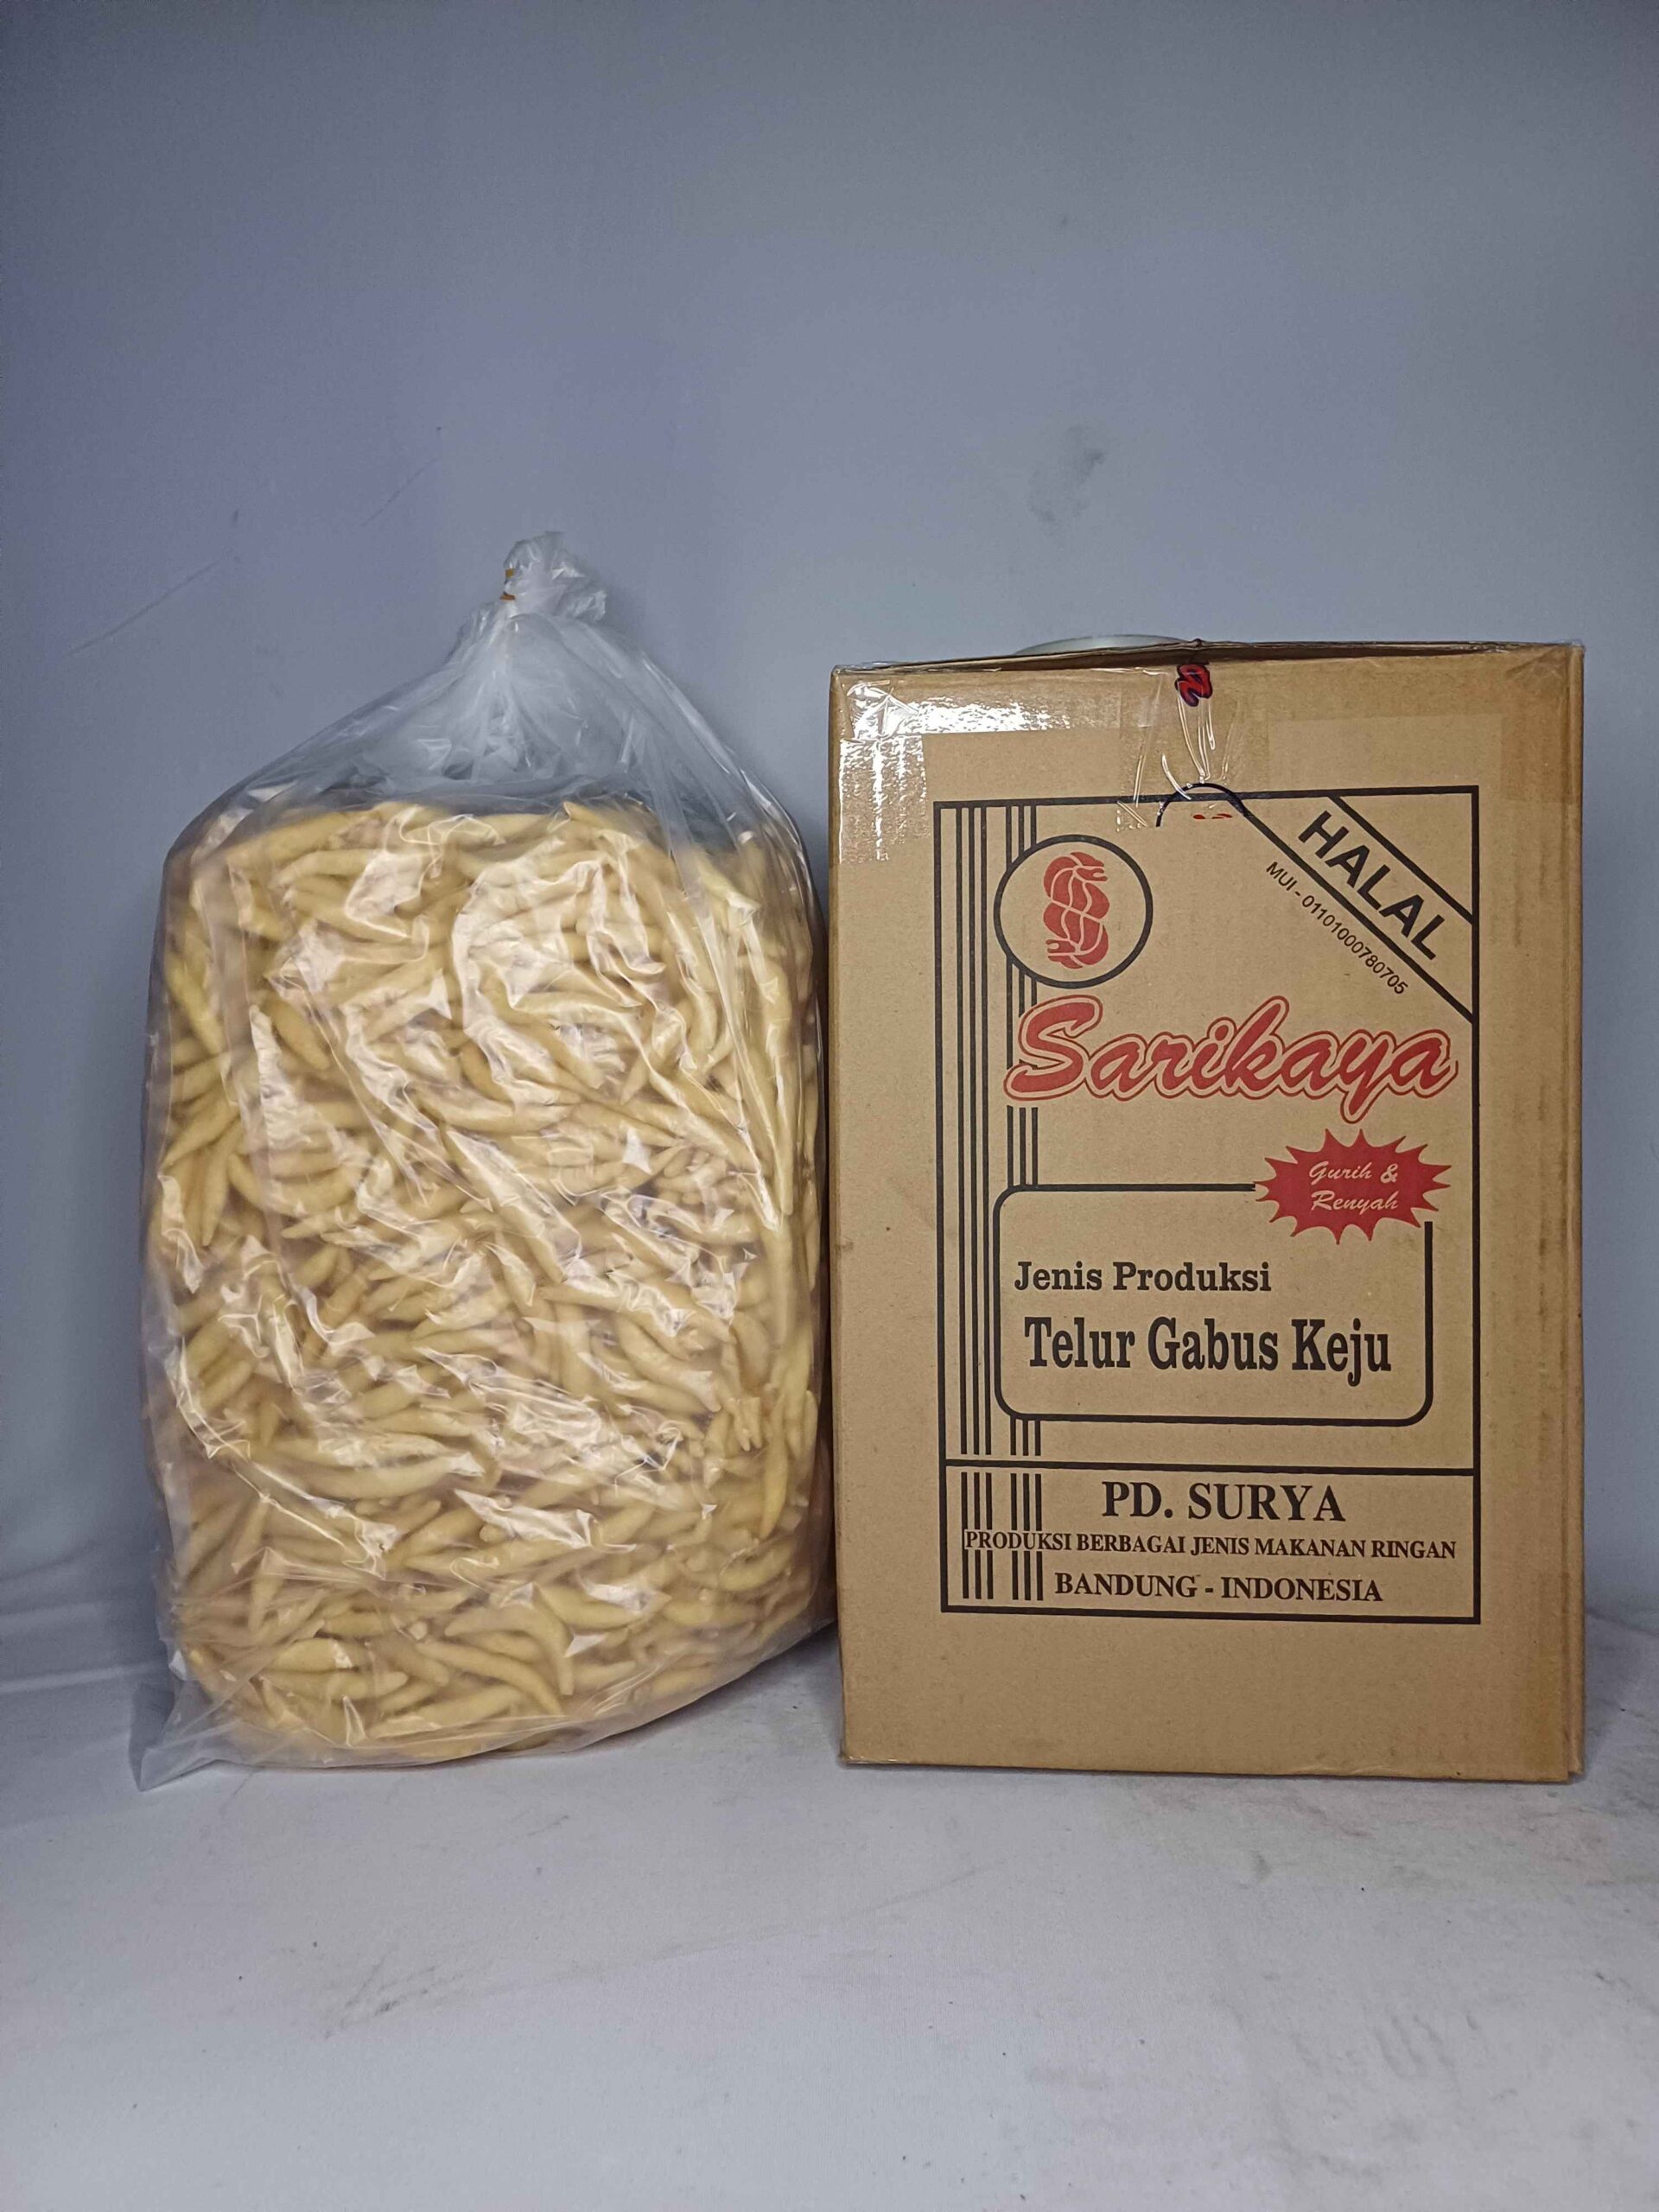 HALAL
MUI - 01101000780705
Sarikaya
Gurih &
Renyah
Jenis Produksi
Telur Gabus Keju
PD. SURYA
PRODUKSI BERBAGAI JENIS MAKANAN RINGAN
BANDUNG - INDONESIA